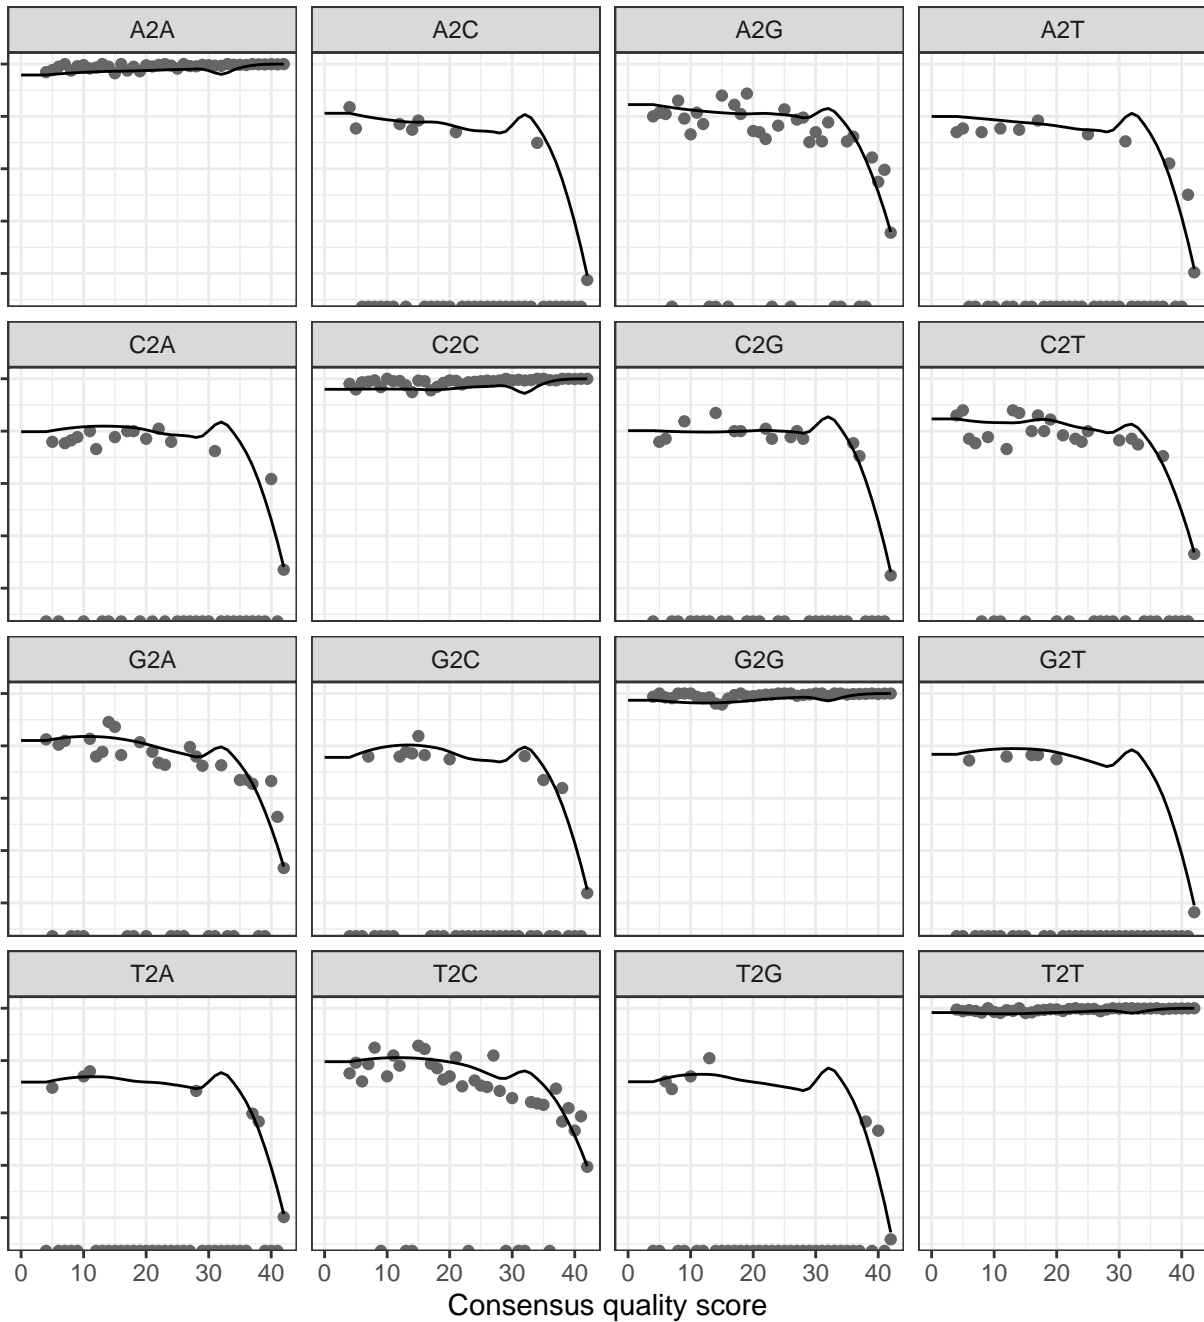 A2A A2C A2G A2T
C2A C2C C2G C2T
G2A G2C G2G G2T
T2A T2C T2G T2T
0 10 20 30 40 0 10 20 30 40 0 10 20 30 40 0 10 20 30 40
Consensus quality score